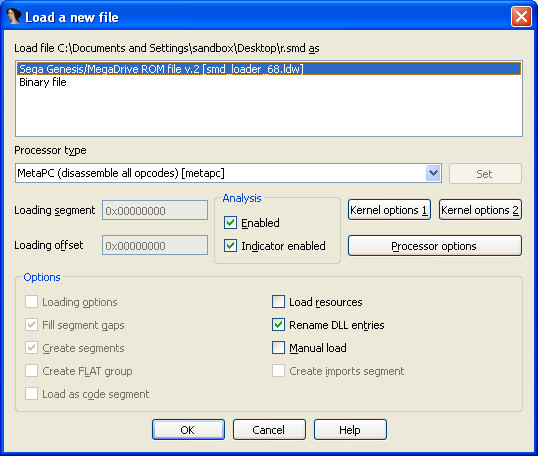 Load a new file
Load file C:\Documents and Settings\sandbox\Desktop\r.smd as
Sega Genesis/MegaDrive ROM file v.2 [smd_loader_68.ldw]
Binary file
Processor type
MetaPC (disassemble all opcodes) [metapc]
Set
Loading segment 0x00000000
Loading offset 0x00000000
Analysis
Enabled
Indicator enabled
Kernel options 1
Kernel options 2
Processor options
Options
Loading options
Fill segment gaps
Create segments
Create FLAT group
Load as code segment
Load resources
Rename DLL entries
Manual load
Create imports segment
OK
Cancel
Help